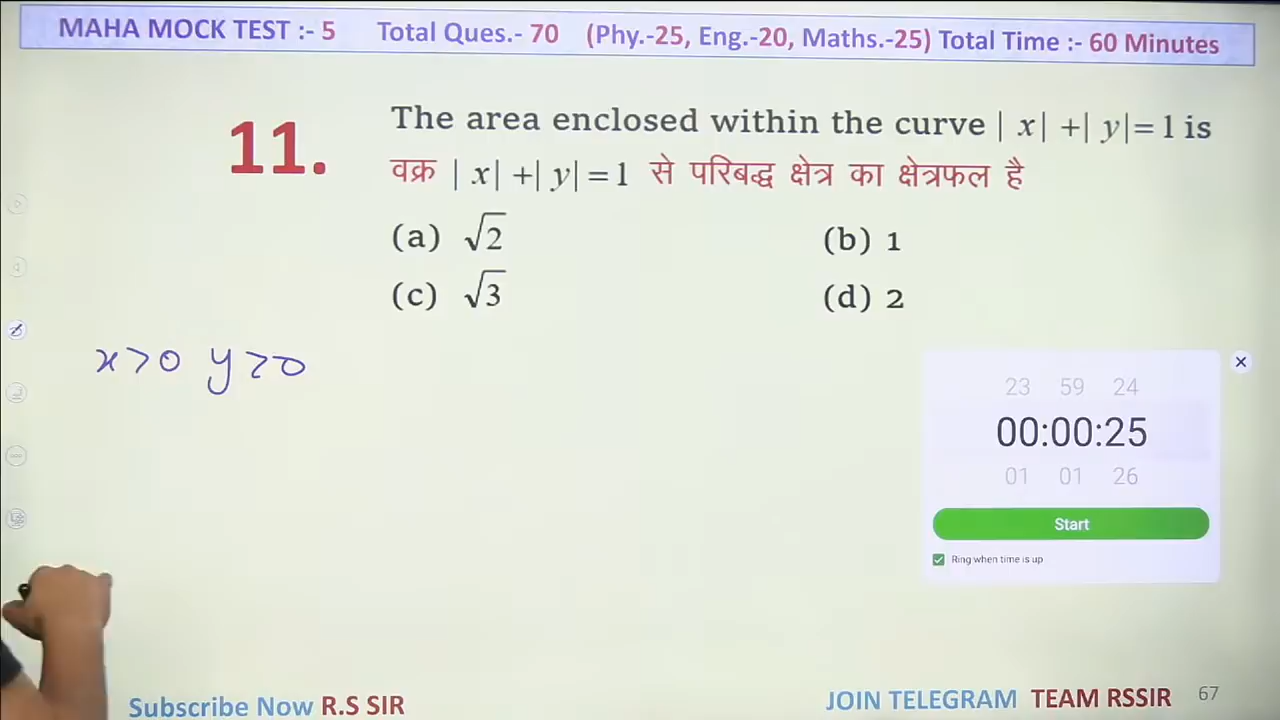 MAHA MOCK TEST :- 5 Total Ques.- 70 (Phy.-25, Eng.-20, Maths.-25) Total Time :- 60 Minutes
11.
The area enclosed within the curve | x| +| y|= 1 is
वक्र | x| +| y| = 1 से परिबद्ध क्षेत्र का क्षेत्रफल है
(a) √2 (b) 1
(c) √3 (d) 2
x>0 y>0
23 59 24
00:00:25
01 01 26
Start
Ring when time is up
Subscribe Now R.S SIR
JOIN TELEGRAM TEAM RSSIR 67